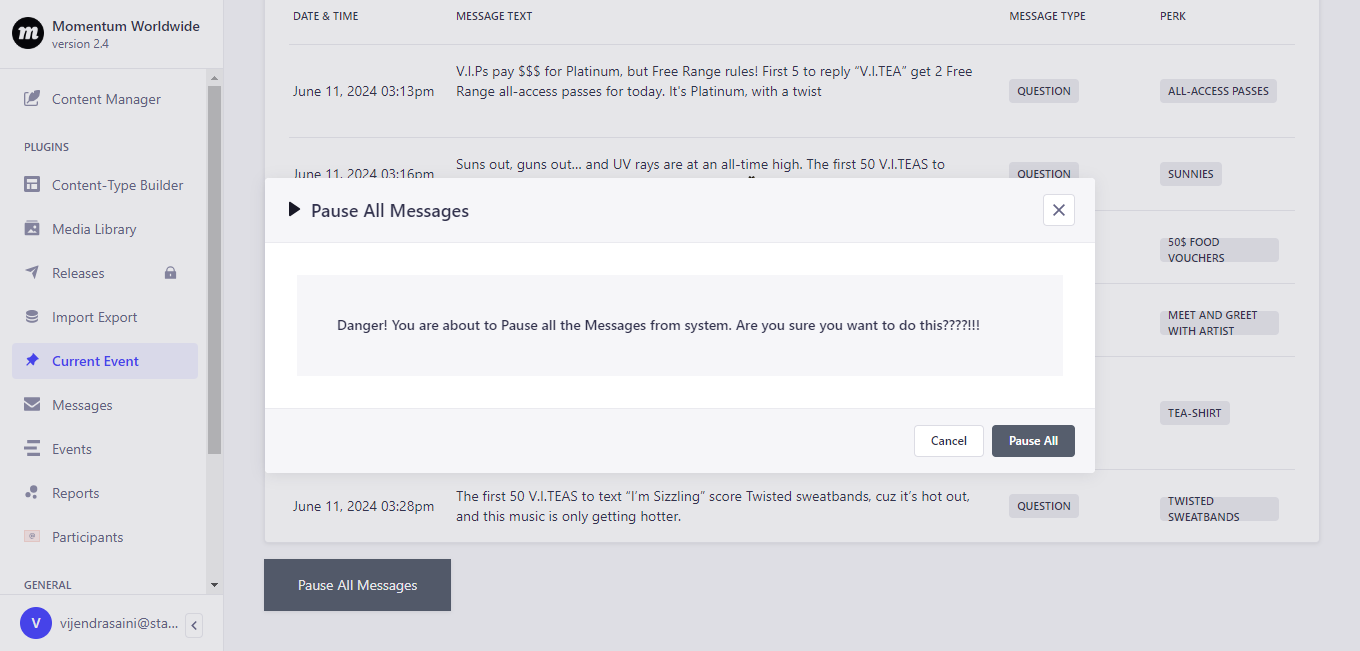 Momentum Worldwide
version 2.4
Content Manager
PLUGINS
Content-Type Builder
Media Library
Releases
Import Export
Current Event
Messages
Events
Reports
Participants
GENERAL
V
vijendrasaini@sta...
DATE & TIME
MESSAGE TEXT
MESSAGE TYPE
PERK
June 11, 2024 03:13pm
V.I.Ps pay $$$ for Platinum, but Free Range rules! First 5 to reply “V.I.TEA” get 2 Free
Range all-access passes for today. It's Platinum, with a twist
QUESTION
ALL-ACCESS PASSES
June 11, 2024 03:16pm
Suns out, guns out... and UV rays are at an all-time high. The first 50 V.I.TEAS to
QUESTION
SUNNIES
50$ FOOD
VOUCHERS
MEET AND GREET
WITH ARTIST
TEA-SHIRT
Pause All Messages
Danger! You are about to Pause all the Messages from system. Are you sure you want to do this????!!!
Cancel
Pause All
June 11, 2024 03:28pm
The first 50 V.I.TEAS to text “I’m Sizzling” score Twisted sweatbands, cuz it’s hot out,
and this music is only getting hotter.
QUESTION
TWISTED
SWEATBANDS
Pause All Messages